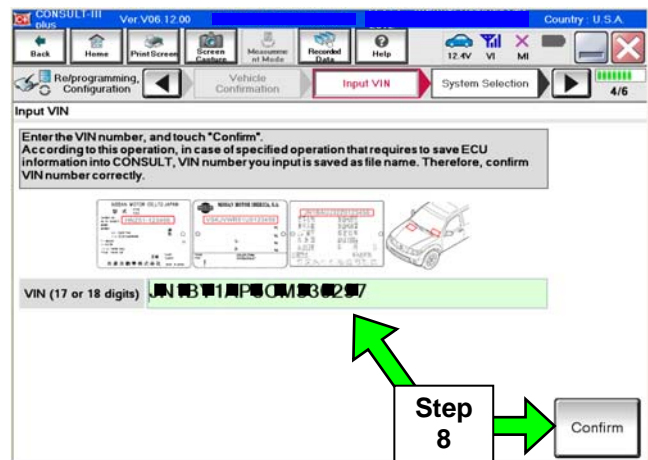 CONSULT-III plus Ver.V06.12.00 Country : U.S.A.
Back Home Print Screen Screen Capture Measurement Mode Recorded Data Help 12.4V VI MI
Re/programming, Configuration Vehicle Confirmation Input VIN System Selection 4/6
Input VIN
Enter the VIN number, and touch "Confirm".
According to this operation, in case of specified operation that requires to save ECU
information into CONSULT, VIN number you input is saved as file name. Therefore, confirm
VIN number correctly.
VIN (17 or 18 digits)
Step
8
Confirm